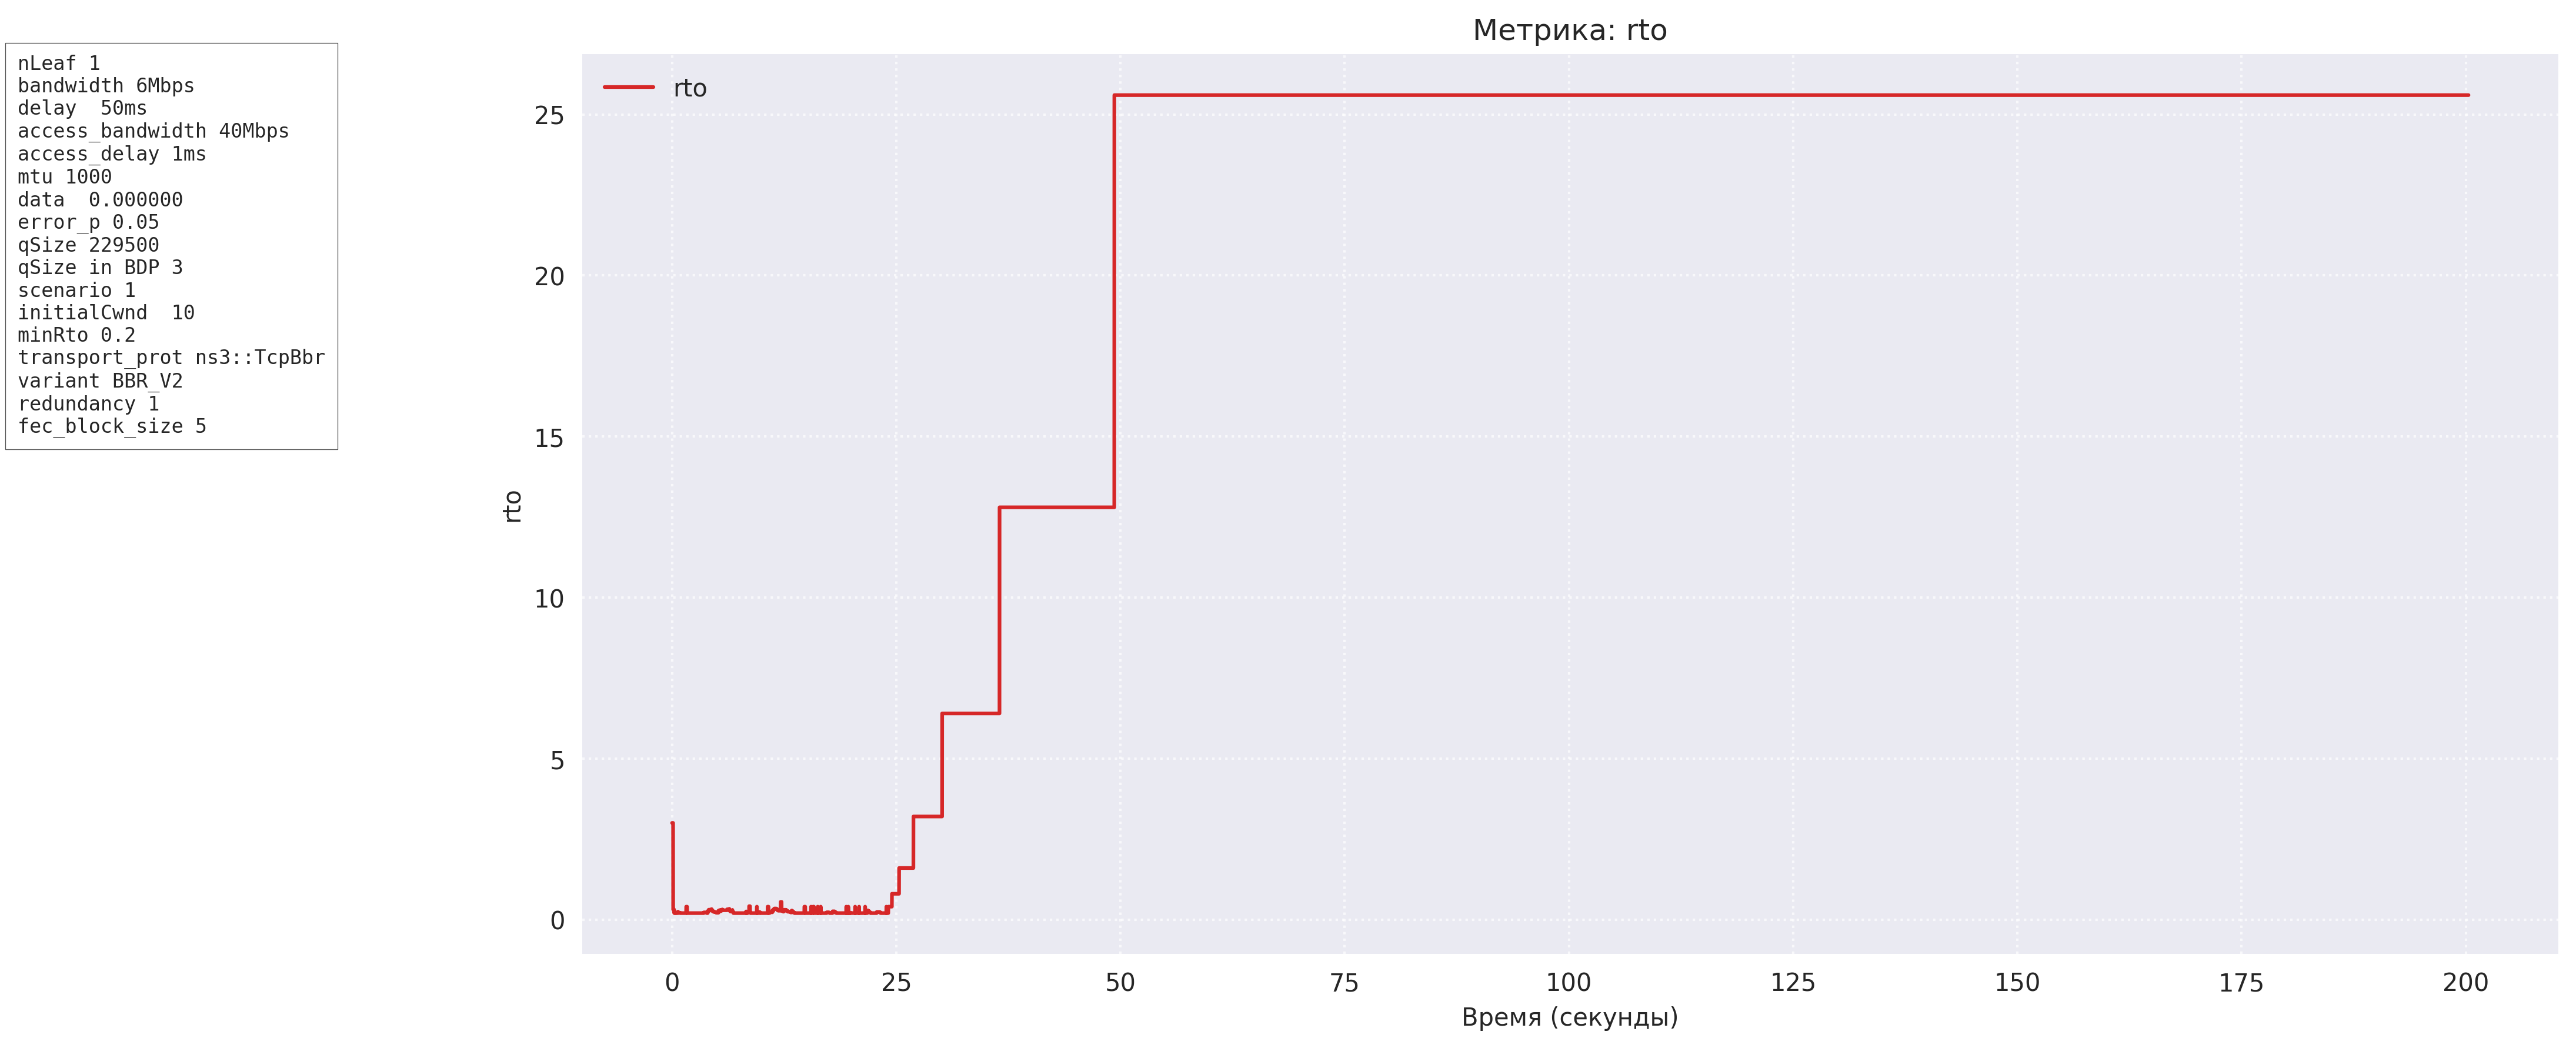 Метрика: rto
nLeaf 1
bandwidth 6Mbps
delay  50ms
access_bandwidth 40Mbps
access_delay 1ms
mtu 1000
data  0.000000
error_p 0.05
qSize 229500
qSize in BDP 3
scenario 1
initialCwnd  10
minRto 0.2
transport_prot ns3::TcpBbr
variant BBR_V2
redundancy 1
fec_block_size 5
rto
25
20
15
10
5
0
rto
0 25 50 75 100 125 150 175 200
Время (секунды)